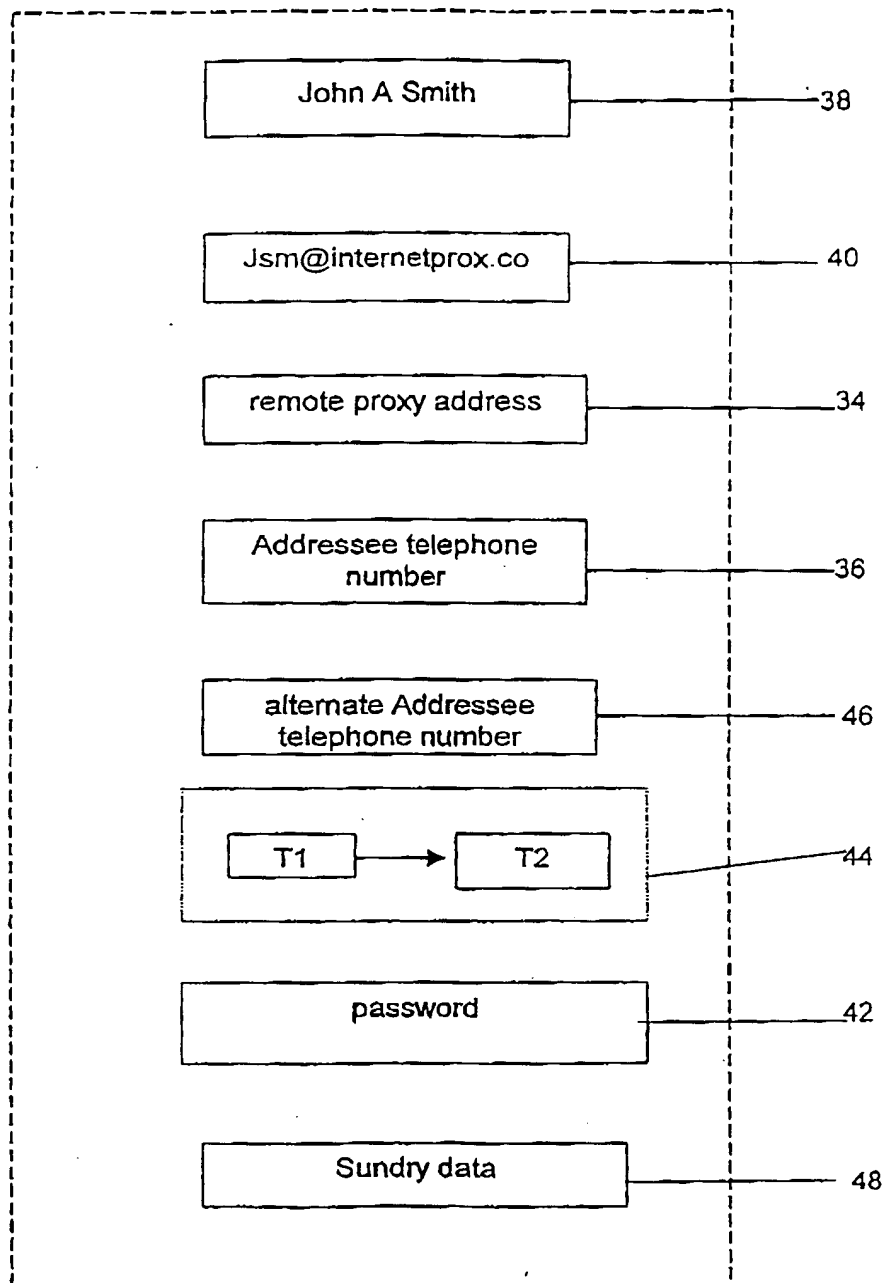 John A Smith
38
Jsm@internetprox.co
40
remote proxy address
34
Addressee telephone
number
36
alternate Addressee
telephone number
46
T1
T2
44
password
42
Sundry data
48